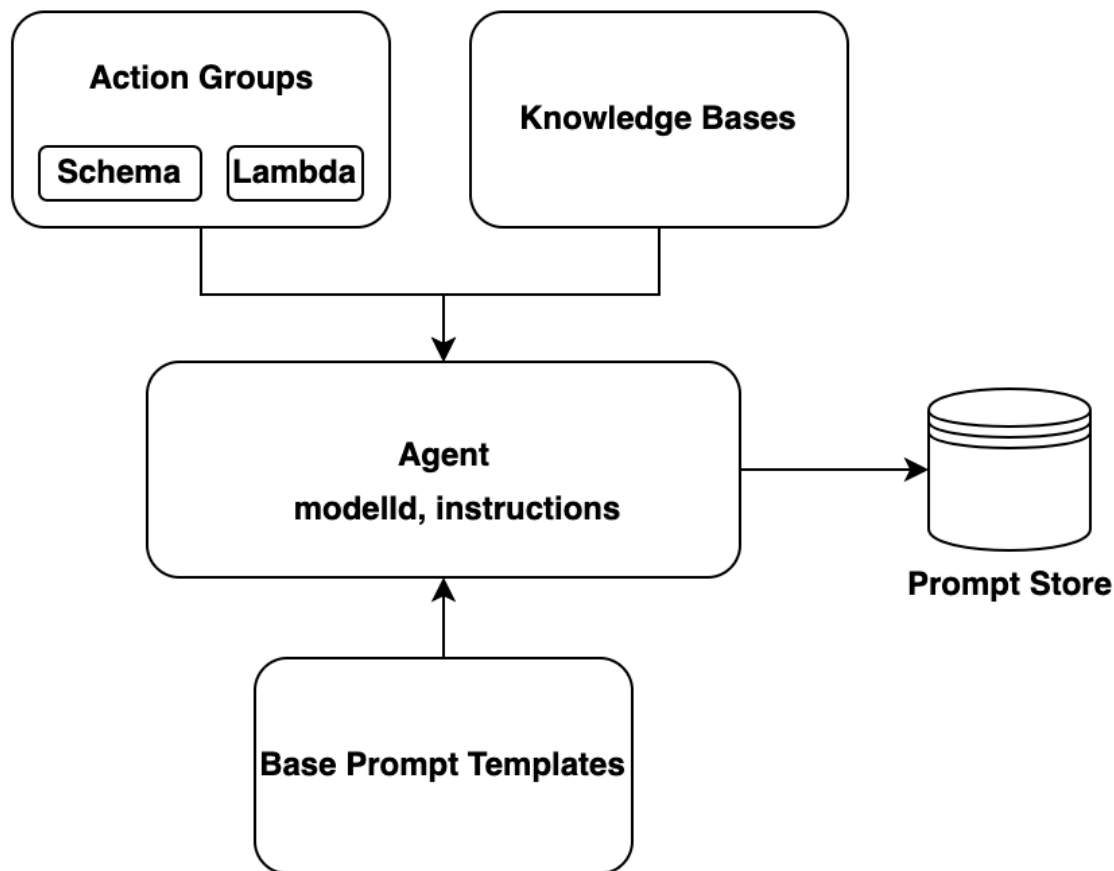 Action Groups
Knowledge Bases
Schema
Lambda
Agent
modelId, instructions
Prompt Store
Base Prompt Templates